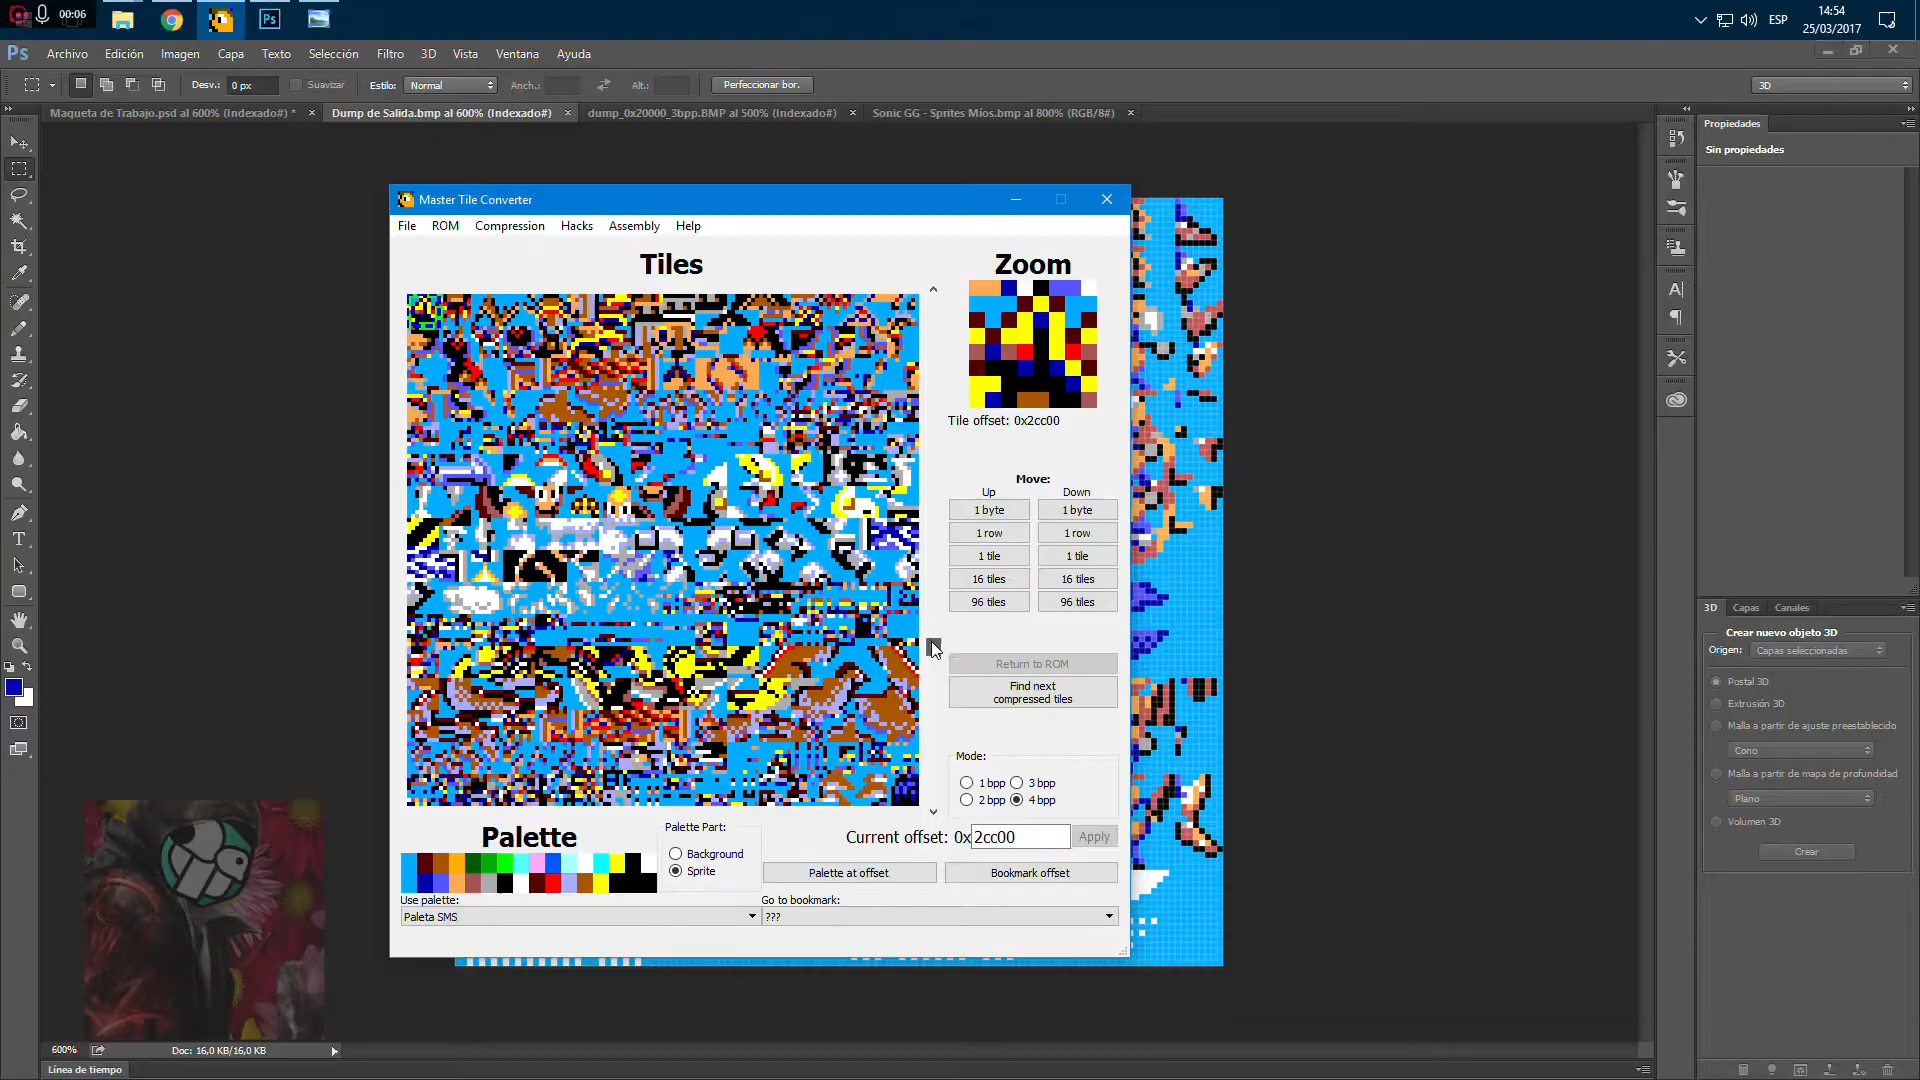 00:06
Ps
ESP
14:54
25/03/2017
Ps
Archivo
Edición
Imagen
Capa
Texto
Selección
Filtro
3D
Vista
Ventana
Ayuda
Desv.:
0 px
Suavizar
Estilo:
Normal
Anch.:
Alt.:
Perfeccionar bor.
3D
Maqueta de Trabajo.psd al 600% (Indexado#) *
Dump de Salida.bmp al 600% (Indexado#)
dump_0x20000_3bpp.BMP al 500% (Indexado#)
Sonic GG - Sprites Míos.bmp al 800% (RGB/8#)
Propiedades
Sin propiedades
Master Tile Converter
File
ROM
Compression
Hacks
Assembly
Help
Tiles
Zoom
Tile offset: 0x2cc00
Move:
Up
Down
1 byte
1 byte
1 row
1 row
1 tile
1 tile
16 tiles
16 tiles
96 tiles
96 tiles
Return to ROM
Find next
compressed tiles
Mode:
1 bpp
3 bpp
2 bpp
4 bpp
Palette
Palette Part:
Background
Sprite
Current offset: 0x
2cc00
Apply
Palette at offset
Bookmark offset
Use palette:
Paleta SMS
Go to bookmark:
???
3D
Capas
Canales
Crear nuevo objeto 3D
Origen:
Capas seleccionadas
Postal 3D
Extrusión 3D
Malla a partir de ajuste preestablecido
Cono
Malla a partir de mapa de profundidad
Plano
Volumen 3D
Crear
600%
Doc: 16,0 KB/16,0 KB
Línea de tiempo